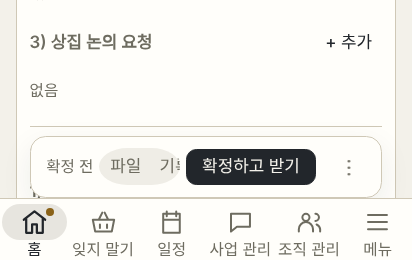 3) 상집 논의 요청
+ 추가
없음
확정 전 파일 확정하고 받기
홈 잊지 말기 일정 사업 관리 조직 관리 메뉴